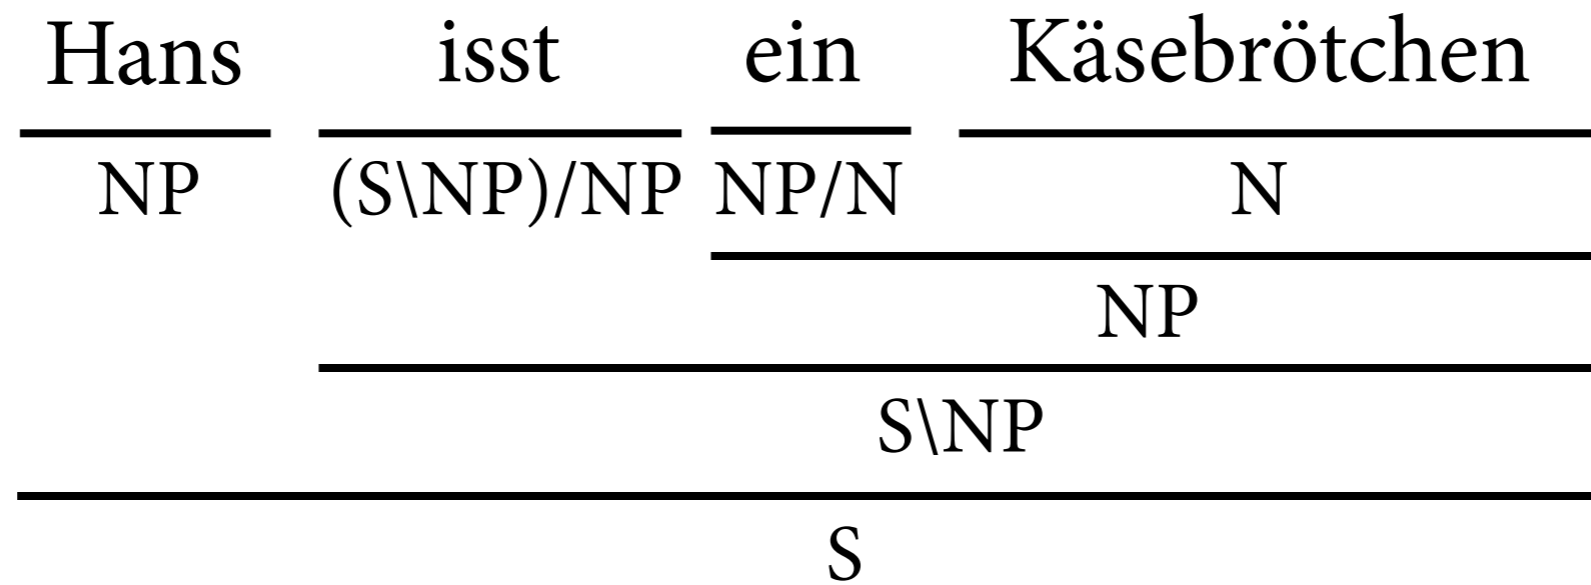 Hans isst ein Käsebrötchen
NP (S\NP)/NP NP/N N
NP
S\NP
S